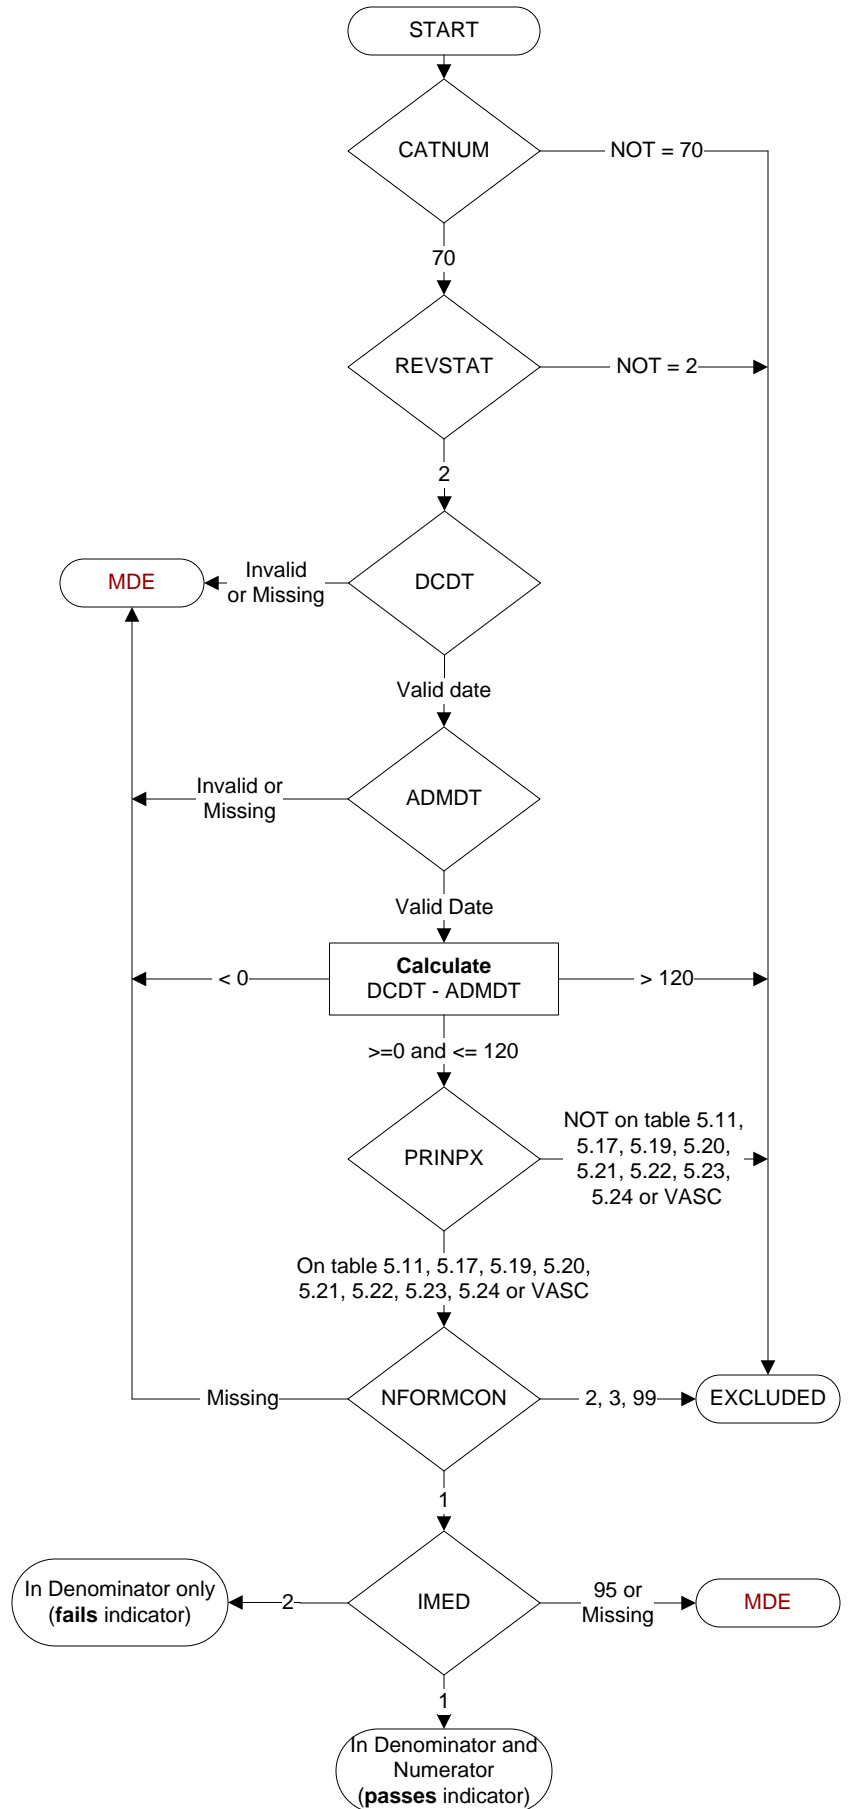 START
CATNUM
NOT = 70
70
REVSTAT
NOT = 2
2
MDE
Invalid
or Missing
DCDT
Valid date
Invalid or
Missing
ADMDT
Valid Date
< 0
Calculate
DCDT - ADMDT
> 120
>=0 and <= 120
PRINPX
NOT on table 5.11,
5.17, 5.19, 5.20,
5.21, 5.22, 5.23,
5.24 or VASC
On table 5.11, 5.17, 5.19, 5.20,
5.21, 5.22, 5.23, 5.24 or VASC
Missing
NFORMCON
2, 3, 99
EXCLUDED
1
In Denominator only
(fails indicator)
2
IMED
95 or
Missing
MDE
1
In Denominator and
Numerator
(passes indicator)